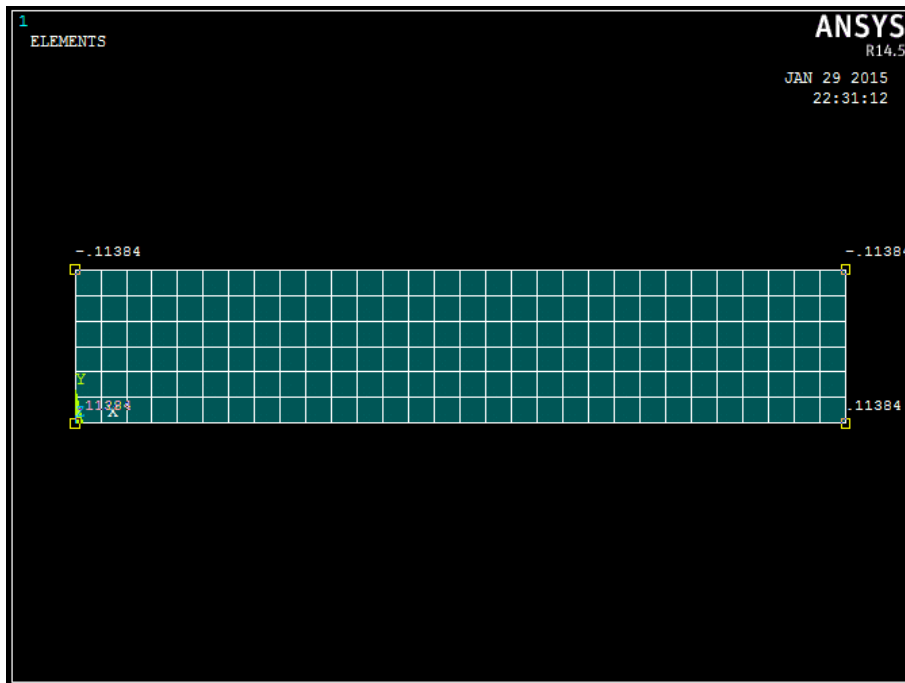 1
ELEMENTS
ANSYS
R14.5
JAN 29 2015
22:31:12
-.11384
-.11384
Y
.11384
X
.11384